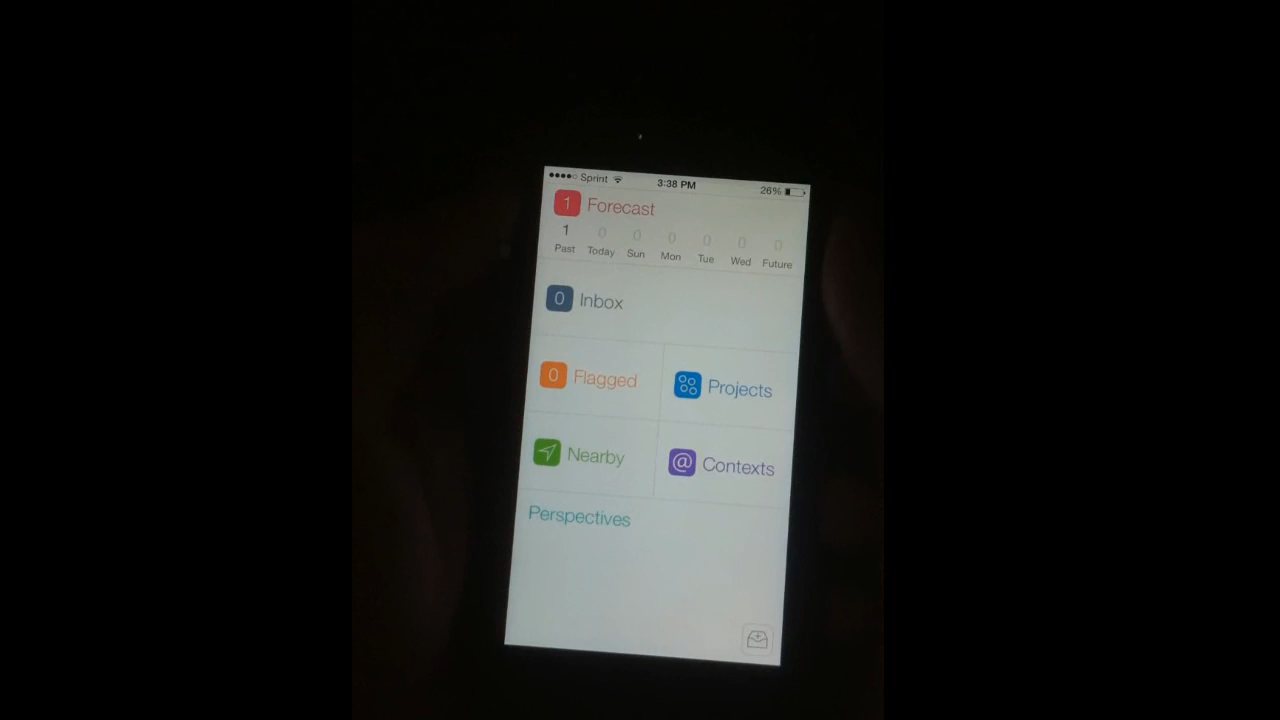 Sprint 3:38 PM 26%
1 Forecast
1 0 0 0 0 0 0
Past Today Sun Mon Tue Wed Future
0 Inbox
0 Flagged
Projects
Nearby
@ Contexts
Perspectives